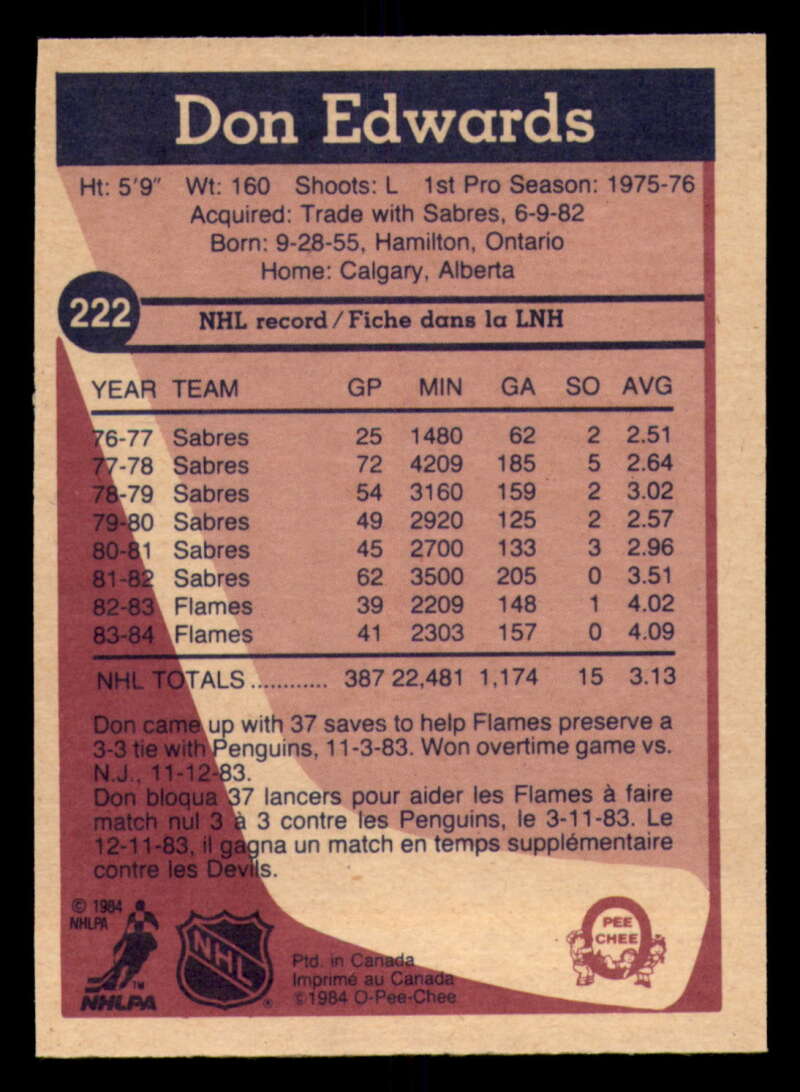 Don Edwards
Ht: 5'9" Wt: 160 Shoots: L 1st Pro Season: 1975-76
Acquired: Trade with Sabres, 6-9-82
Born: 9-28-55, Hamilton, Ontario
Home: Calgary, Alberta
222
NHL record/Fiche dans la LNH
YEAR TEAM GP MIN GA SO AVG
76-77 Sabres 25 1480 62 2 2.51
77-78 Sabres 72 4209 185 5 2.64
78-79 Sabres 54 3160 159 2 3.02
79-80 Sabres 49 2920 125 2 2.57
80-81 Sabres 45 2700 133 3 2.96
81-82 Sabres 62 3500 205 0 3.51
82-83 Flames 39 2209 148 1 4.02
83-84 Flames 41 2303 157 0 4.09
NHL TOTALS ............ 387 22,481 1,174 15 3.13
Don came up with 37 saves to help Flames preserve a
3-3 tie with Penguins, 11-3-83. Won overtime game vs.
N.J., 11-12-83.
Don bloqua 37 lancers pour aider les Flames à faire
match nul 3 à 3 contre les Penguins, le 3-11-83. Le
12-11-83, il gagna un match en temps supplémentaire
contre les Devils.
© 1984
NHLPA
TM
NHLPA
NHL
®
Ptd. in Canada
Imprimé au Canada
©1984 O-Pee-Chee
PEE
CHEE